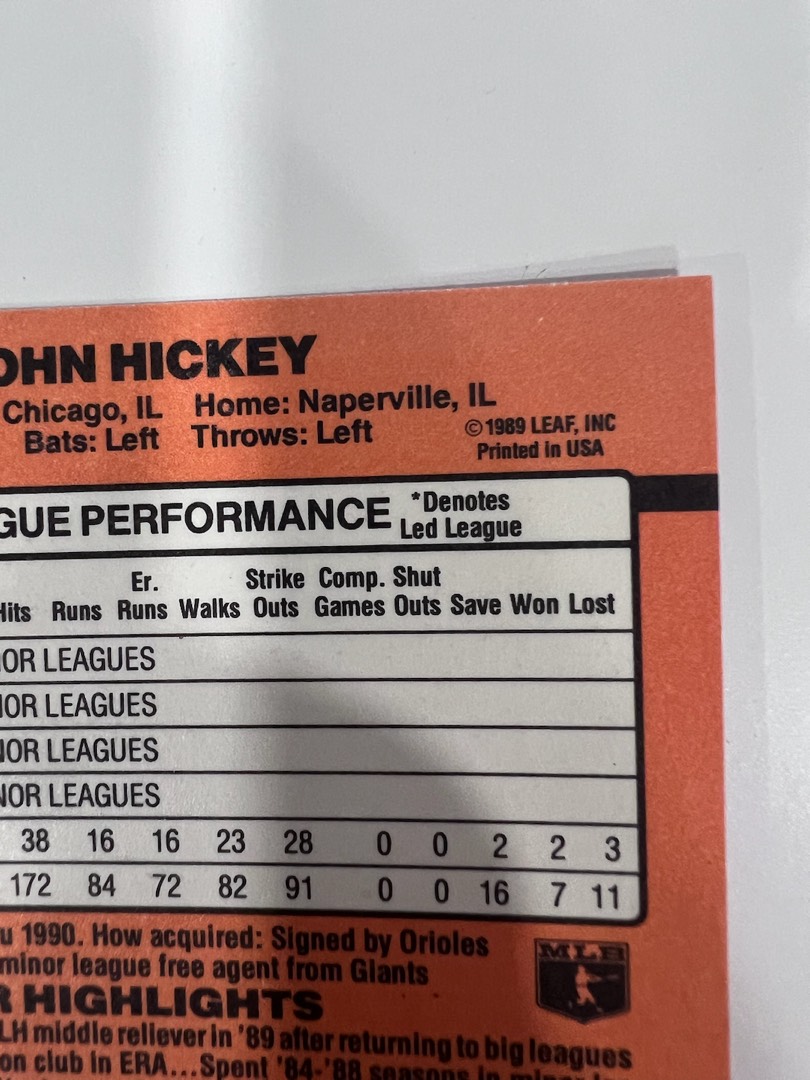 OHN HICKEY
Chicago, IL Home: Naperville, IL
Bats: Left Throws: Left
©1989 LEAF, INC
Printed in USA
GUE PERFORMANCE *Denotes
Led League
Er. Strike Comp. Shut
Hits Runs Runs Walks Outs Games Outs Save Won Lost
OR LEAGUES
IOR LEAGUES
NOR LEAGUES
NOR LEAGUES
38 16 16 23 28 0 0 2 2 3
172 84 72 82 91 0 0 16 7 11
u 1990. How acquired: Signed by Orioles
minor league free agent from Giants
R HIGHLIGHTS
LH middle reliever in '89 after returning to big leagues
on club in ERA...Spent '84-'88 seasons in minor